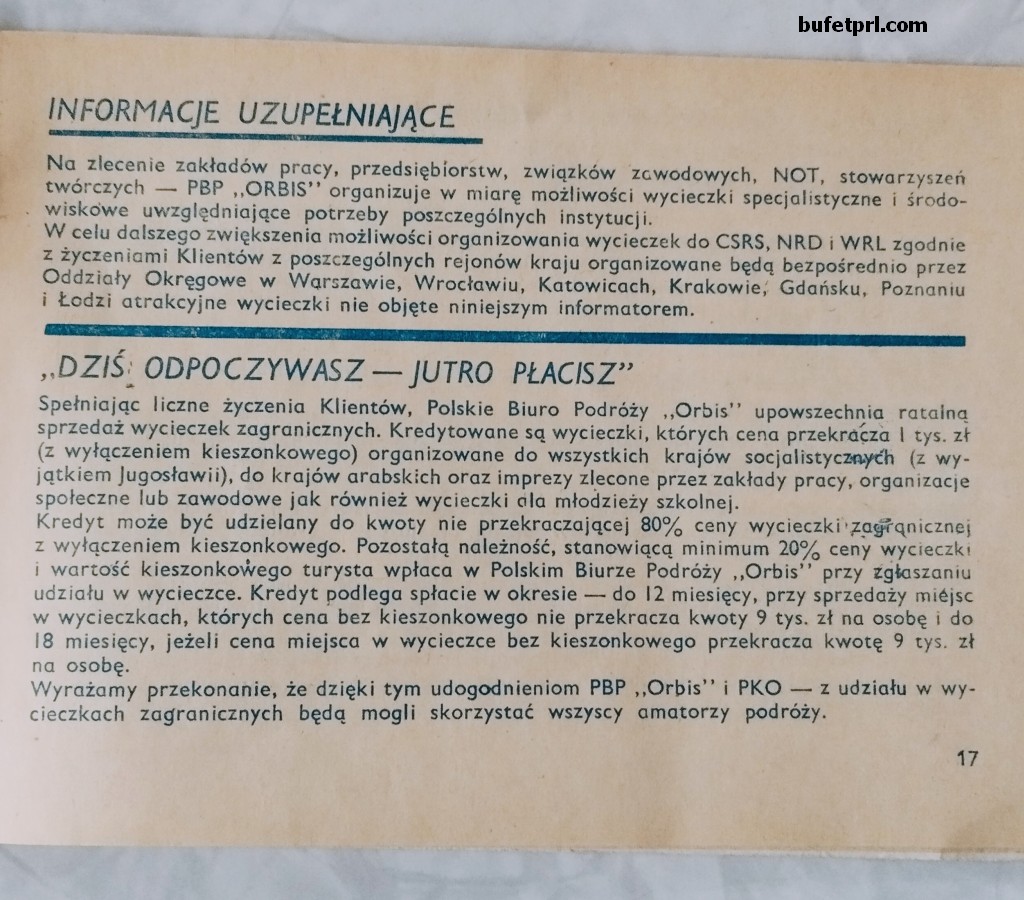 bufetprl.com
INFORMACJE UZUPEŁNIAJĄCE
Na zlecenie zakładów pracy, przedsiębiorstw, związków zawodowych, NOT, stowarzyszeń
twórczych — PBP ,,ORBIS" organizuje w miarę możliwości wycieczki specjalistyczne i środo-
wiskowe uwzględniające potrzeby poszczególnych instytucji.
W celu dalszego zwiększenia możliwości organizowania wycieczek do CSRS, NRD i WRL zgodnie
z życzeniami Klientów z poszczególnych rejonów kraju organizowane będą bezpośrednio przez
Oddziały Okręgowe w Warszawie, Wrocławiu, Katowicach, Krakowie, Gdańsku, Poznaniu
i Łodzi atrakcyjne wycieczki nie objęte niniejszym informatorem.
,,DZIŚ ODPOCZYWASZ — JUTRO PŁACISZ"
Spełniając liczne życzenia Klientów, Polskie Biuro Podróży ,,Orbis" upowszechnia ratalną
sprzedaż wycieczek zagranicznych. Kredytowane są wycieczki, których cena przekracza 1 tys. zł
(z wyłączeniem kieszonkowego) organizowane do wszystkich krajów socjalistycznych (z wy-
jątkiem Jugosławii), do krajów arabskich oraz imprezy zlecone przez zakłady pracy, organizacje
społeczne lub zawodowe jak również wycieczki dla młodzieży szkolnej.
Kredyt może być udzielany do kwoty nie przekraczającej 80% ceny wycieczki zagranicznej
z wyłączeniem kieszonkowego. Pozostałą należność, stanowiącą minimum 20% ceny wycieczki
i wartość kieszonkowego turysta wpłaca w Polskim Biurze Podróży ,,Orbis" przy zgłaszaniu
udziału w wycieczce. Kredyt podlega spłacie w okresie — do 12 miesięcy, przy sprzedaży miejsc
w wycieczkach, których cena bez kieszonkowego nie przekracza kwoty 9 tys. zł na osobę i do
18 miesięcy, jeżeli cena miejsca w wycieczce bez kieszonkowego przekracza kwotę 9 tys. zł
na osobę.
Wyrażamy przekonanie, że dzięki tym udogodnieniom PBP ,,Orbis" i PKO — z udziału w wy-
cieczkach zagranicznych będą mogli skorzystać wszyscy amatorzy podróży.
17